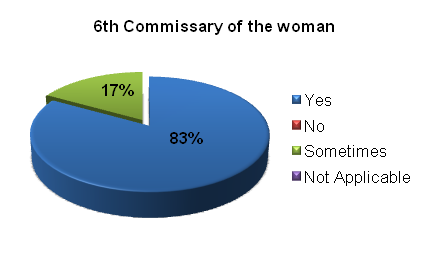 6th Commissary of the woman
17%
83%
Yes
No
Sometimes
Not Applicable